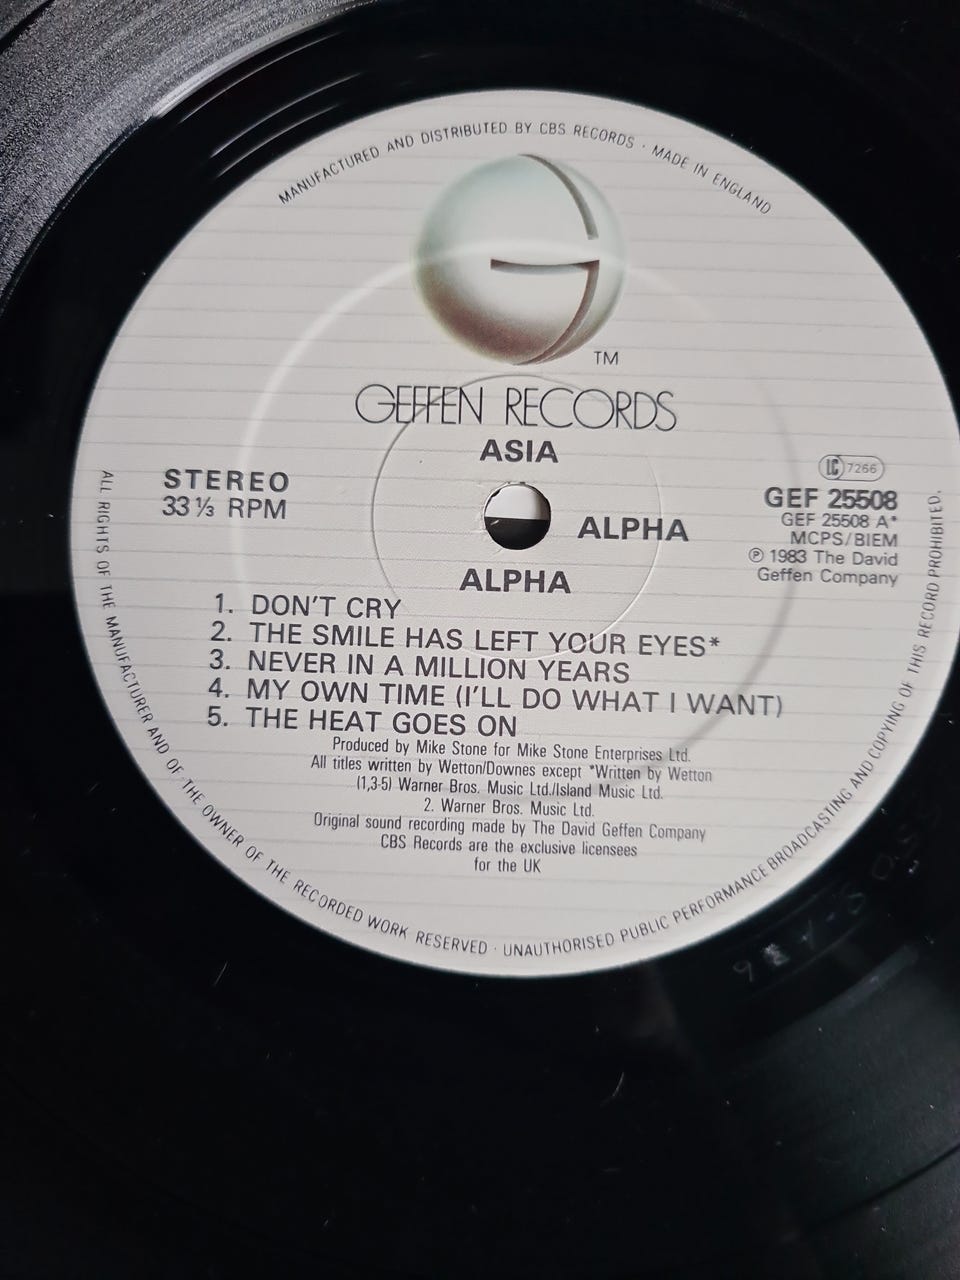 MANUFACTURED AND DISTRIBUTED BY CBS RECORDS · MADE IN ENGLAND
TM
GEFFEN RECORDS
ASIA
STEREO
33⅓ RPM
ALPHA
LC 7266
GEF 25508
GEF 25508 A*
MCPS/BIEM
℗ 1983 The David
Geffen Company
ALPHA
1. DON'T CRY
2. THE SMILE HAS LEFT YOUR EYES*
3. NEVER IN A MILLION YEARS
4. MY OWN TIME (I'LL DO WHAT I WANT)
5. THE HEAT GOES ON
Produced by Mike Stone for Mike Stone Enterprises Ltd.
All titles written by Wetton/Downes except *Written by Wetton
(1,3-5) Warner Bros. Music Ltd./Island Music Ltd.
2. Warner Bros. Music Ltd.
Original sound recording made by The David Geffen Company
CBS Records are the exclusive licensees
for the UK
ALL RIGHTS OF THE MANUFACTURER AND OF THE OWNER OF THE RECORDED WORK RESERVED · UNAUTHORISED PUBLIC PERFORMANCE BROADCASTING AND COPYING OF THIS RECORD PROHIBITED.